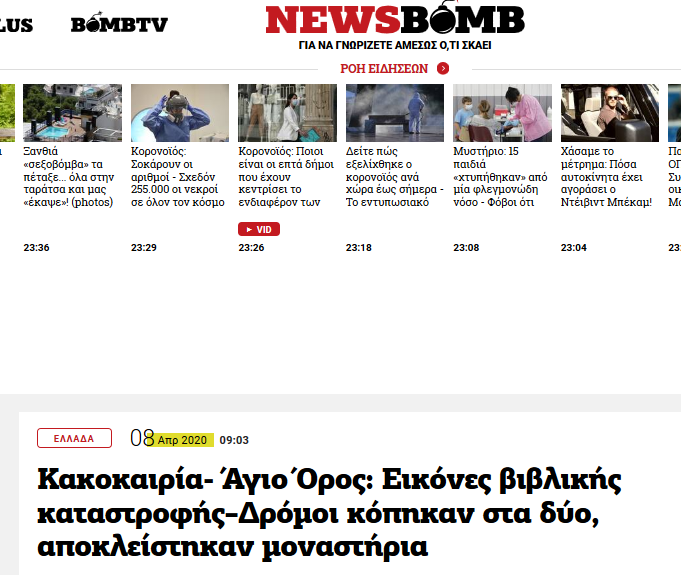 LUS
BOMBTV
NEWSBOMB
ΓΙΑ ΝΑ ΓΝΩΡΙΖΕΤΕ ΑΜΕΣΩΣ Ο,ΤΙ ΣΚΑΕΙ
ΡΟΗ ΕΙΔΗΣΕΩΝ
Ξανθιά
«σεξοβόμβα» τα
πέταξε... όλα στην
ταράτσα και μας
«έκαψε»! (photos)
23:36
Κορονοϊός:
Σοκάρουν οι
αριθμοί - Σχεδόν
255.000 οι νεκροί
σε όλον τον κόσμο
23:29
Κορονοϊός: Ποιοι
είναι οι επτά δήμοι
που έχουν
κεντρίσει το
ενδιαφέρον των
VID
23:26
Δείτε πώς
εξελίχθηκε ο
κορονοϊός ανά
χώρα έως σήμερα -
Το εντυπωσιακό
23:18
Μυστήριο: 15
παιδιά
«χτυπήθηκαν» από
μία φλεγμονώδη
νόσο - Φόβοι ότι
23:08
Χάσαμε το
μέτρημα: Πόσα
αυτοκίνητα έχει
αγοράσει ο
Ντέιβιντ Μπέκαμ!
23:04
23:
ΕΛΛΑΔΑ
08 Απρ 2020 09:03
Κακοκαιρία- Άγιο Όρος: Εικόνες βιβλικής
καταστροφής–Δρόμοι κόπηκαν στα δύο,
αποκλείστηκαν μοναστήρια